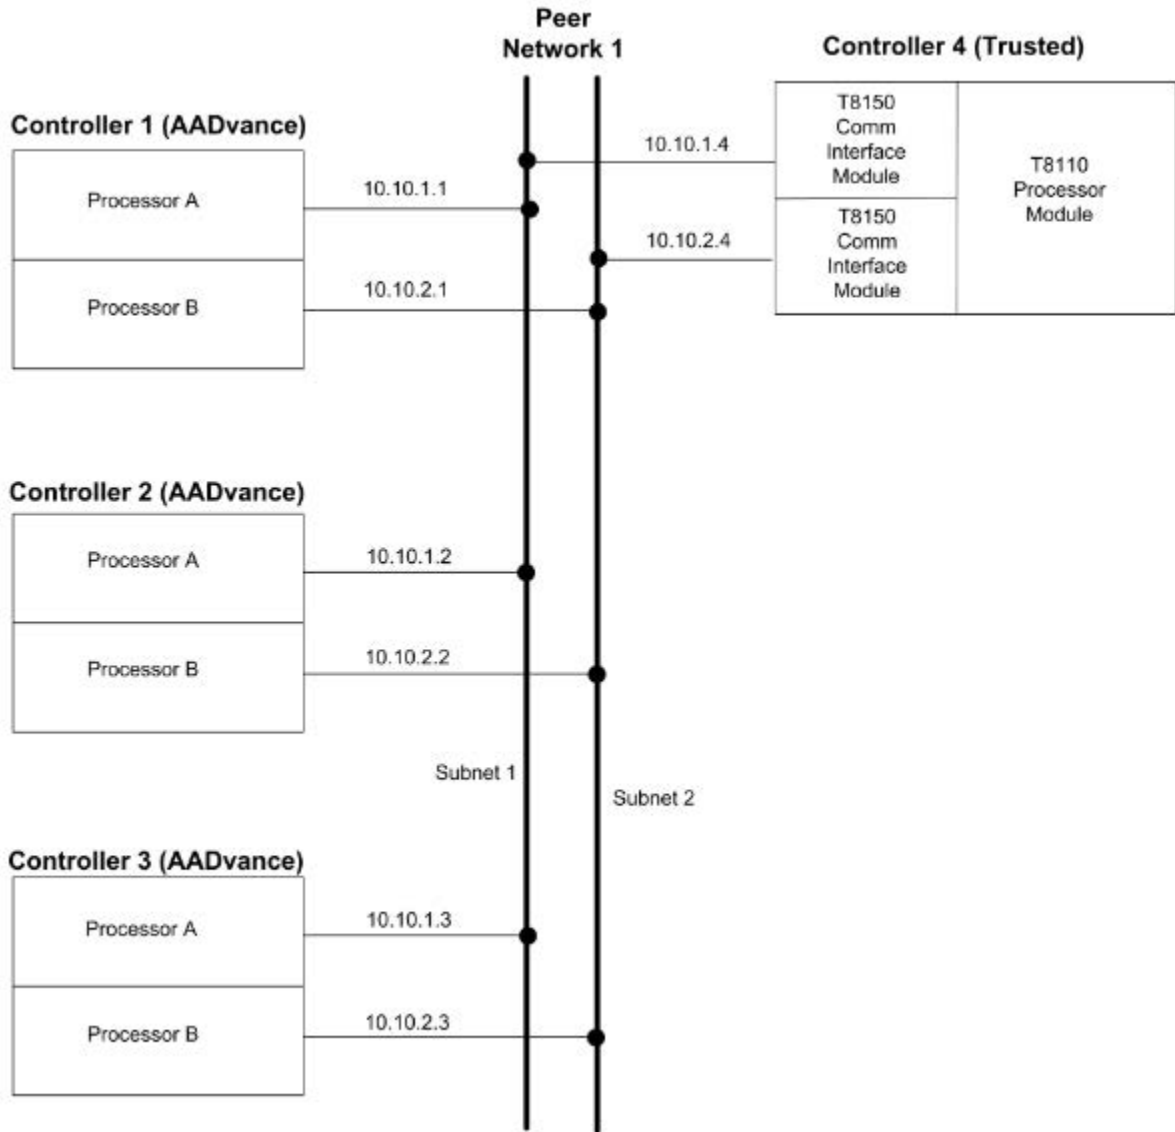 Peer
Network 1
Controller 4 (Trusted)
T8150
Comm
Interface
Module
T8110
Processor
Module
T8150
Comm
Interface
Module
10.10.1.4
10.10.2.4
Controller 1 (AADvance)
Processor A
10.10.1.1
Processor B
10.10.2.1
Controller 2 (AADvance)
Processor A
10.10.1.2
Processor B
10.10.2.2
Subnet 1
Subnet 2
Controller 3 (AADvance)
Processor A
10.10.1.3
Processor B
10.10.2.3